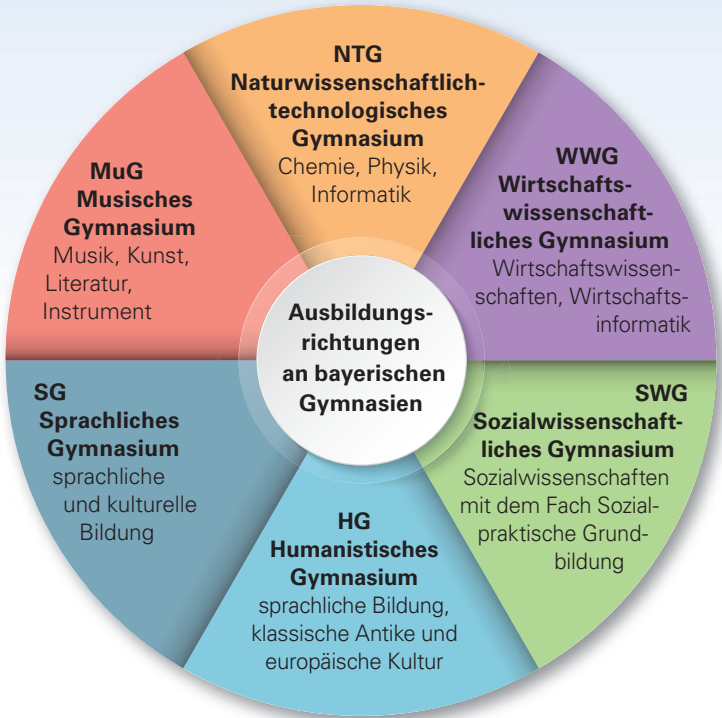 NTG
Naturwissenschaftlich-
technologisches
Gymnasium
Chemie, Physik,
Informatik
WWG
Wirtschafts-
wissenschaft-
liches Gymnasium
Wirtschaftswissen-
schaften, Wirtschafts-
informatik
SWG
Sozialwissenschaft-
liches Gymnasium
Sozialwissenschaften
mit dem Fach Sozial-
praktische Grund-
bildung
HG
Humanistisches
Gymnasium
sprachliche Bildung,
klassische Antike und
europäische Kultur
SG
Sprachliches
Gymnasium
sprachliche
und kulturelle
Bildung
MuG
Musisches
Gymnasium
Musik, Kunst,
Literatur,
Instrument
Ausbildungs-
richtungen
an bayerischen
Gymnasien